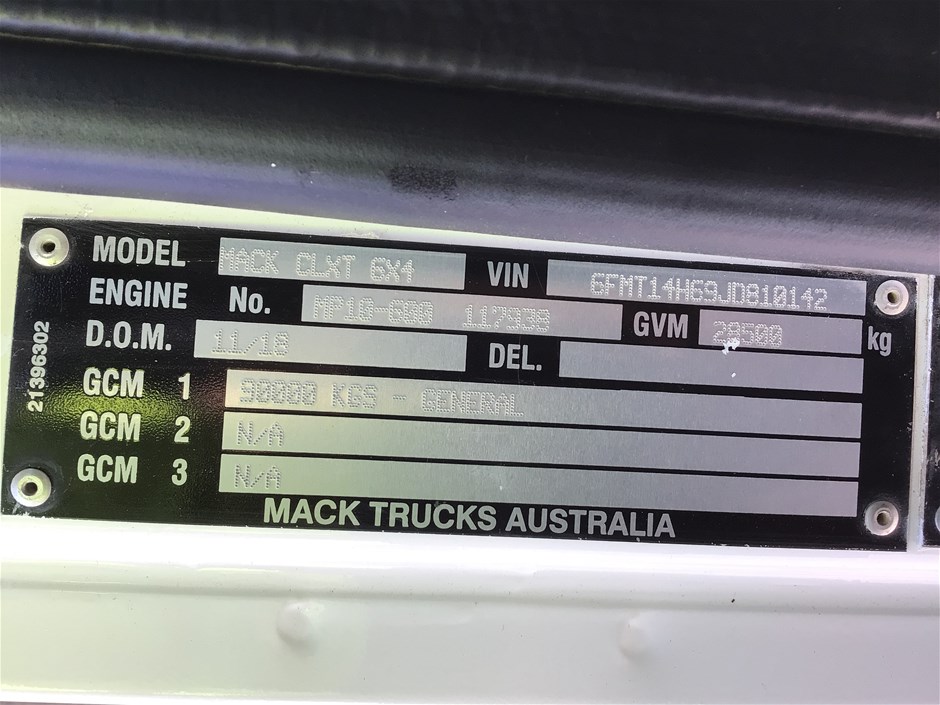 MODEL MACK CLXT 6X4 VIN 6FMT14H69JD810142
ENGINE No. MP10-600 117938 GVM 28500 kg
D.O.M. 11/18 DEL.
GCM 1 90000 KGS - GENERAL
GCM 2 N/A
GCM 3 N/A
MACK TRUCKS AUSTRALIA
21396302